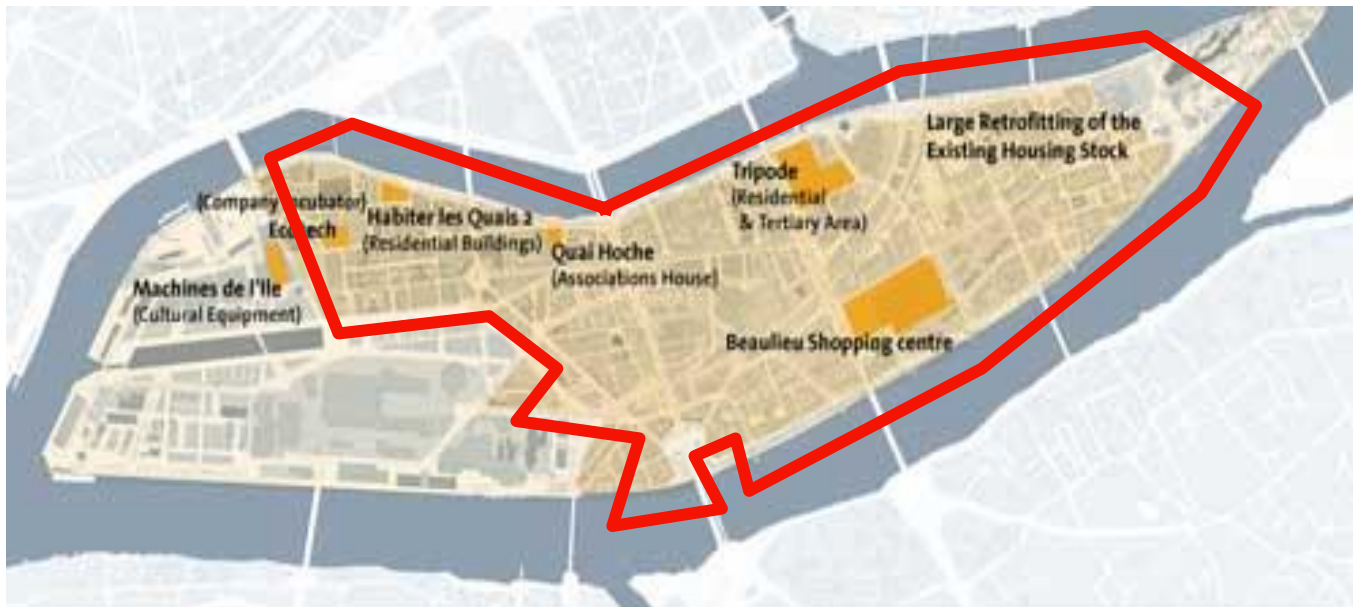 Large Retrofitting of the
Existing Housing Stock
Tripode
(Residential
& Tertiary Area)
(Company Incubator)
Ecotech
Habiter les Quais 2
(Residential Buildings)
Quai Hoche
(Associations House)
Machines de l'Ile
(Cultural Equipment)
Beaulieu Shopping centre